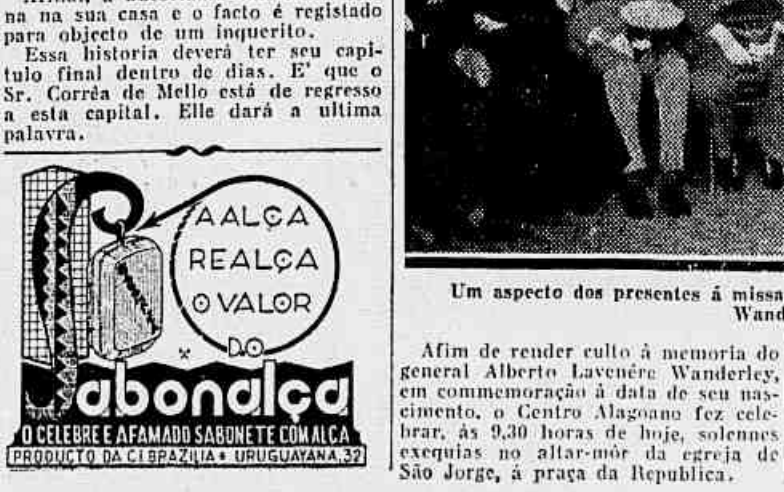 na na sua casa e o facto é registado
para objecto de um inquerito.
Essa historia deverá ter seu capi-
tulo final dentro de dias. E' que o
Sr. Corrêa de Mello está de regresso
a esta capital. Elle dará a ultima
palavra.
A ALÇA
REALÇA
O VALOR
DO
Sabonalça
O CELEBRE E AFAMADO SABONETE COM ALÇA
PRODUCTO DA CI BRAZILIA • URUGUAYANA, 32
Um aspecto dos presentes á missa
Wand
Afim de render culto á memoria do
general Alberto Lavenére Wanderley,
em commemoração á data de seu nas-
cimento, o Centro Alagoano fez cele-
brar, ás 9,30 horas de hoje, solennes
exequias no altar-mór da egreja de
São Jorge, á praça da Republica.